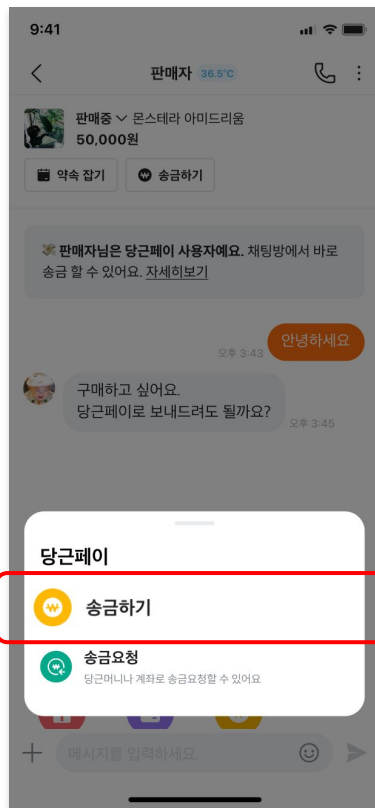 9:41
판매자 36.5°C
판매중 몬스테라 아미드리움
50,000원
약속 잡기 송금하기
판매자님은 당근페이 사용자예요. 채팅방에서 바로
송금 할 수 있어요. 자세히보기
오후 3:43 안녕하세요
구매하고 싶어요.
당근페이로 보내드려도 될까요?
오후 3:45
당근페이
송금하기
송금요청
당근머니나 계좌로 송금요청할 수 있어요
메시지를 입력하세요.